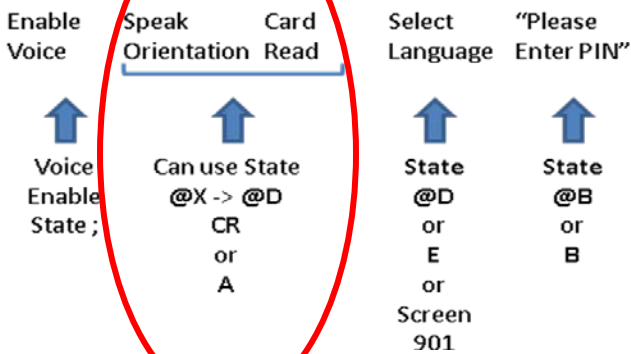 Enable
Voice
Speak
Orientation
Card
Read
Select
Language
“Please
Enter PIN”
Voice
Enable
State ;
Can use State
@X -> @D
CR
or
A
State
@D
or
E
or
Screen
901
State
@B
or
B